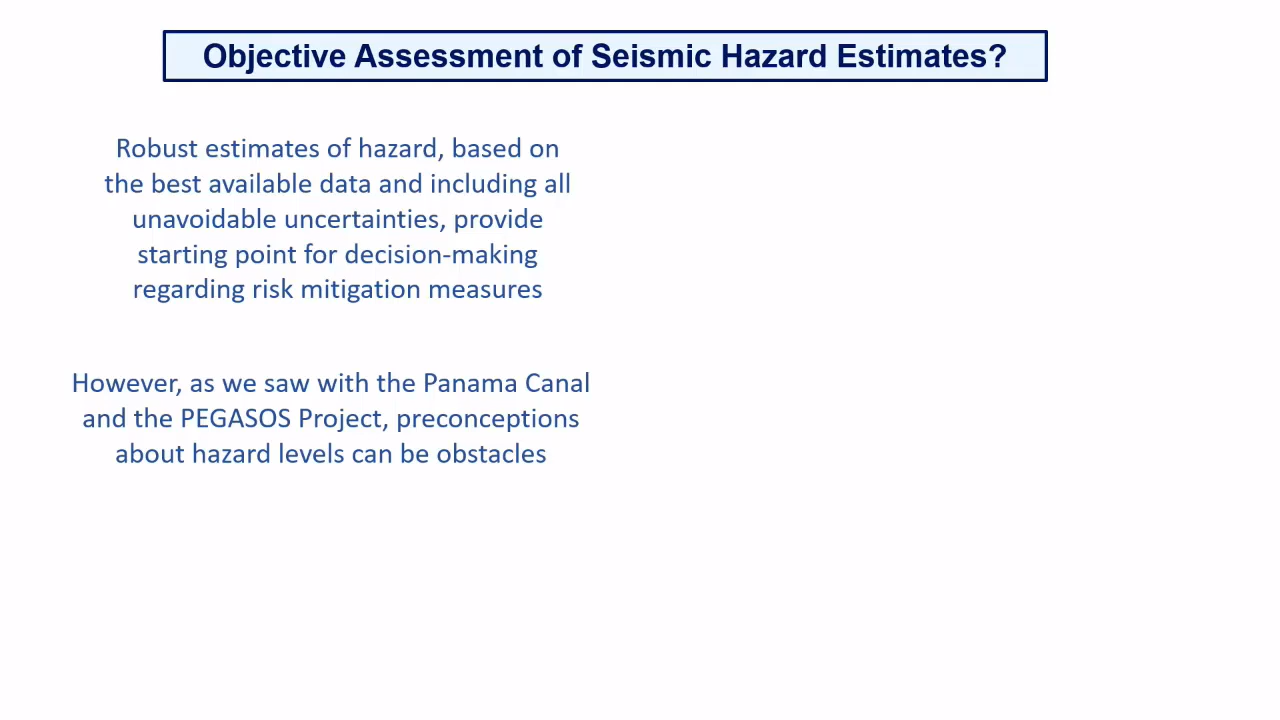 Objective Assessment of Seismic Hazard Estimates?
Robust estimates of hazard, based on
the best available data and including all
unavoidable uncertainties, provide
starting point for decision-making
regarding risk mitigation measures
However, as we saw with the Panama Canal
and the PEGASOS Project, preconceptions
about hazard levels can be obstacles